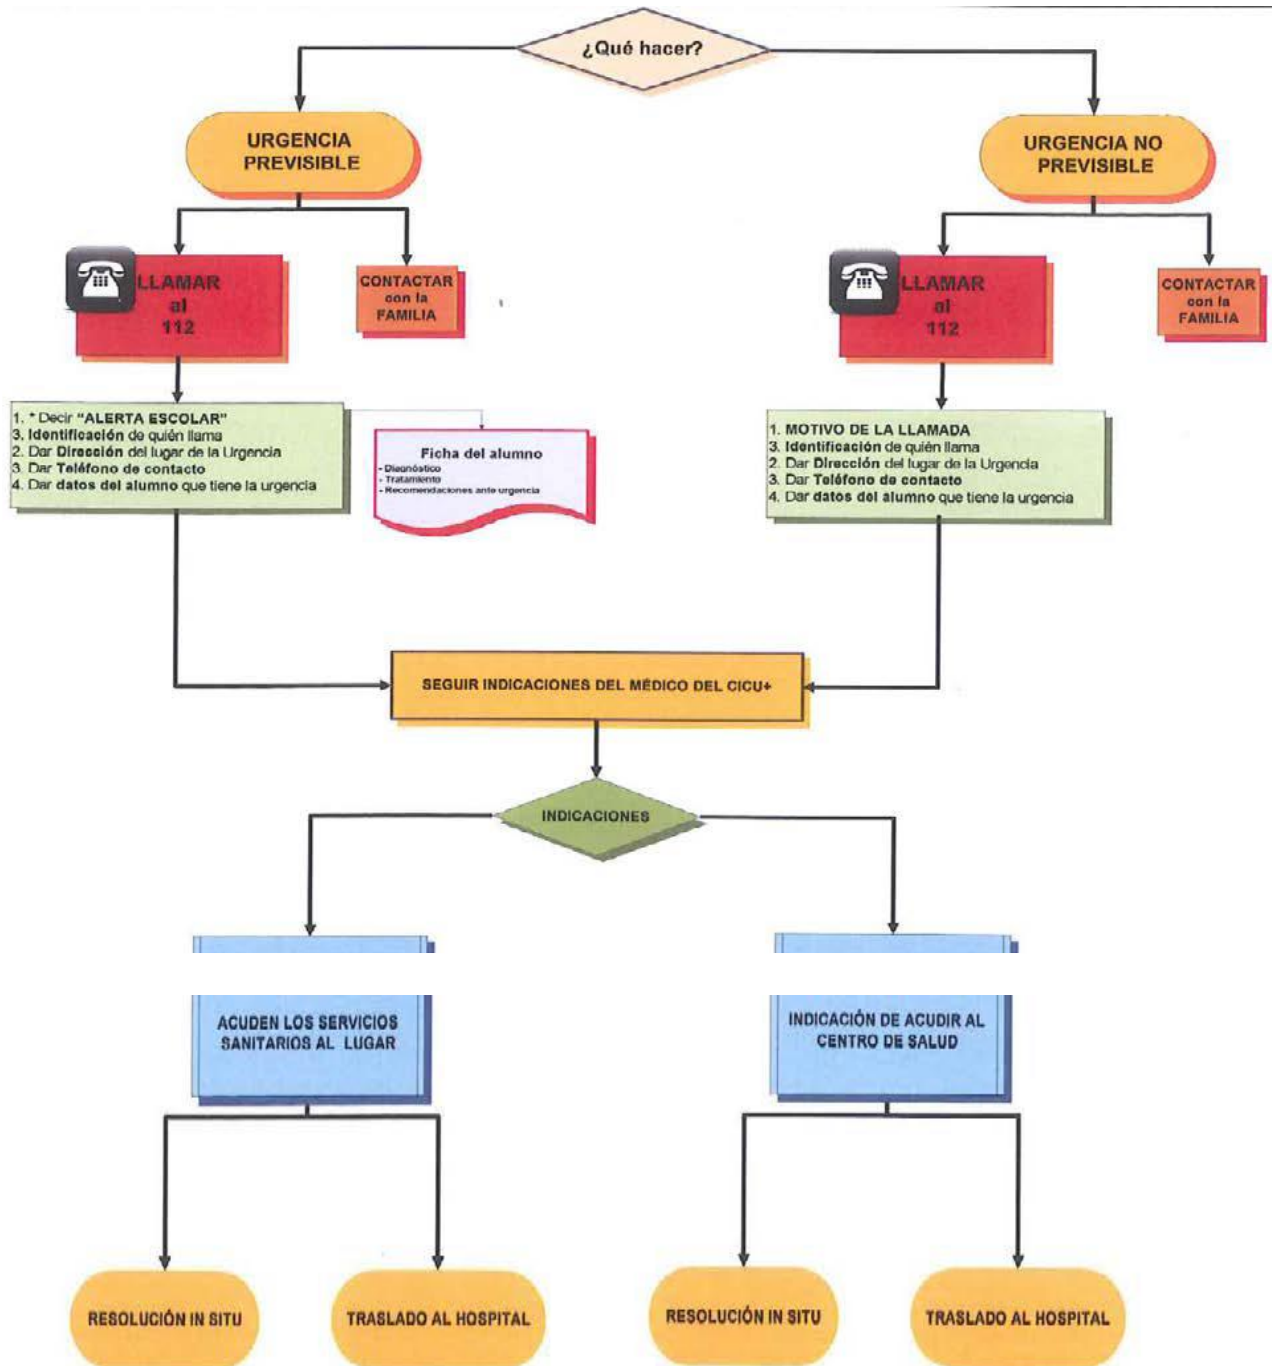 ¿Qué hacer?
URGENCIA
PREVISIBLE
URGENCIA NO
PREVISIBLE
LLAMAR
al
112
CONTACTAR
con la
FAMILIA
LLAMAR
al
112
CONTACTAR
con la
FAMILIA
1. * Decir “ALERTA ESCOLAR”
3. Identificación de quién llama
2. Dar Dirección del lugar de la Urgencia
3. Dar Teléfono de contacto
4. Dar datos del alumno que tiene la urgencia
Ficha del alumno
- Diagnóstico
- Tratamiento
- Recomendaciones ante urgencia
1. MOTIVO DE LA LLAMADA
3. Identificación de quién llama
2. Dar Dirección del lugar de la Urgencia
3. Dar Teléfono de contacto
4. Dar datos del alumno que tiene la urgencia
SEGUIR INDICACIONES DEL MÉDICO DEL CICU+
INDICACIONES
ACUDEN LOS SERVICIOS
SANITARIOS AL LUGAR
INDICACIÓN DE ACUDIR AL
CENTRO DE SALUD
RESOLUCIÓN IN SITU
TRASLADO AL HOSPITAL
RESOLUCIÓN IN SITU
TRASLADO AL HOSPITAL